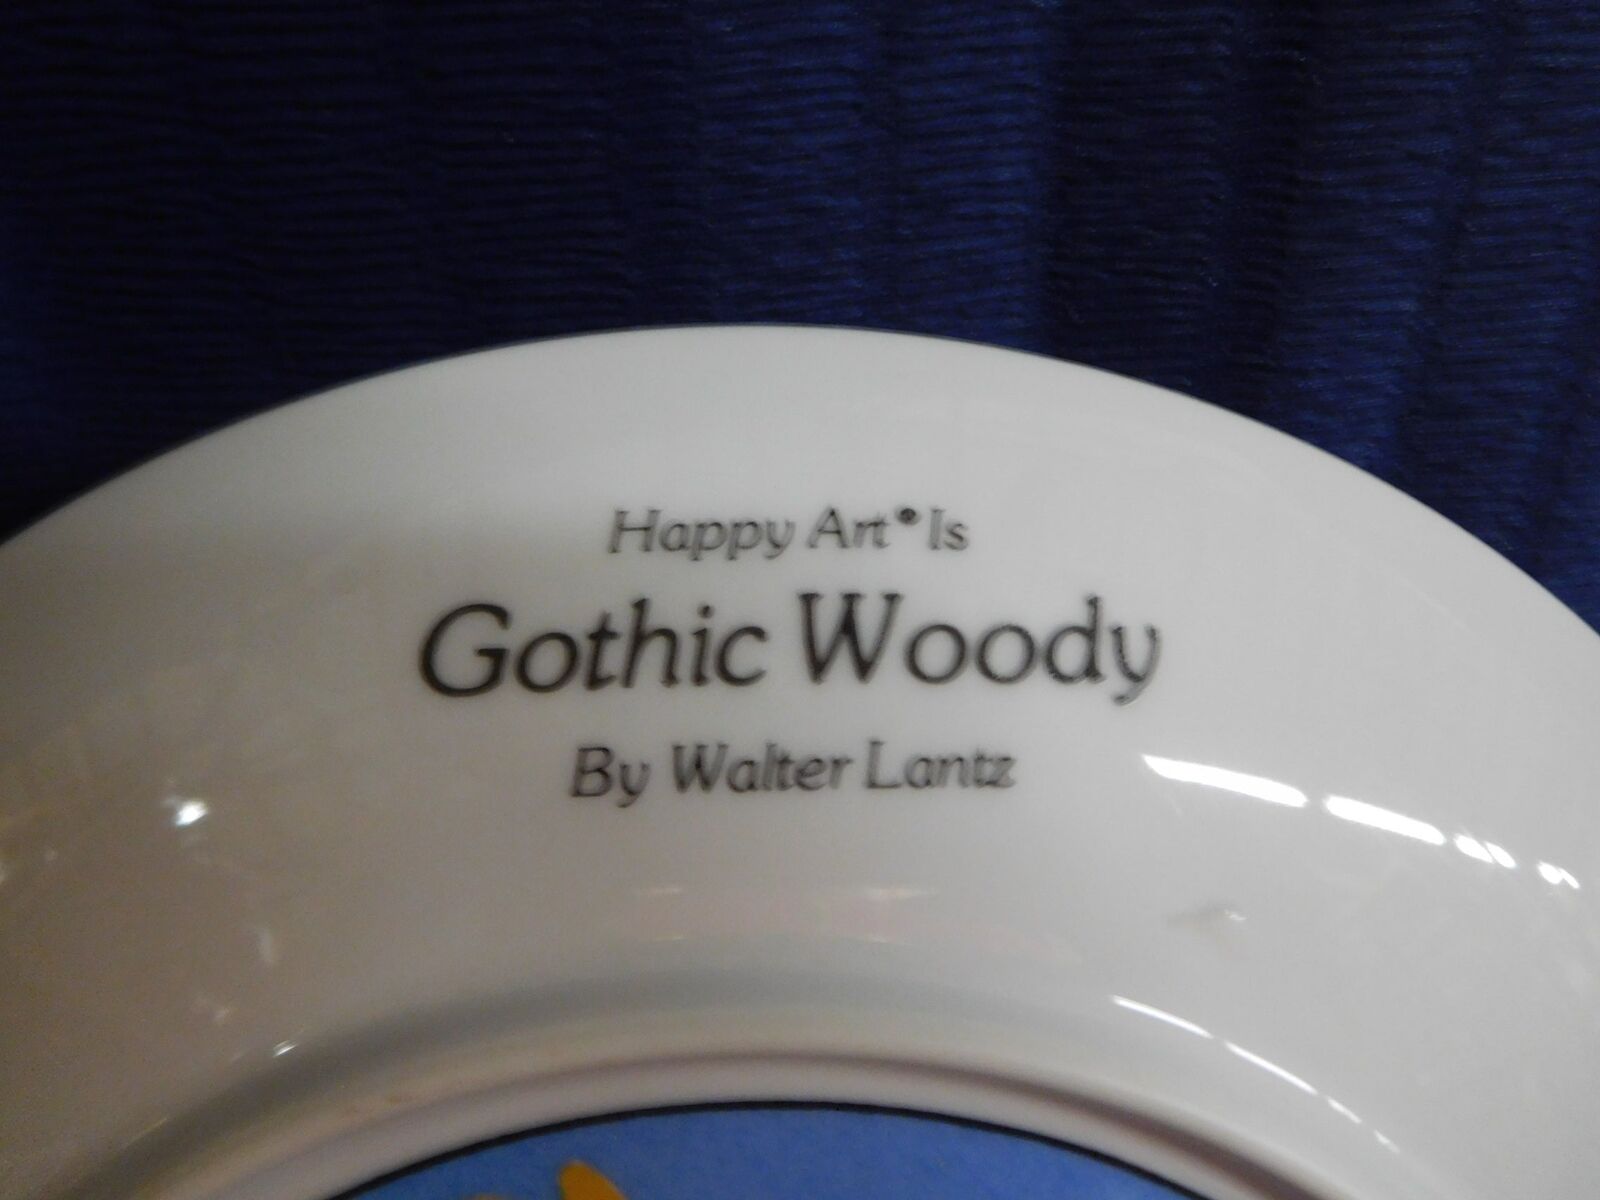 Happy Art® Is
Gothic Woody
By Walter Lantz